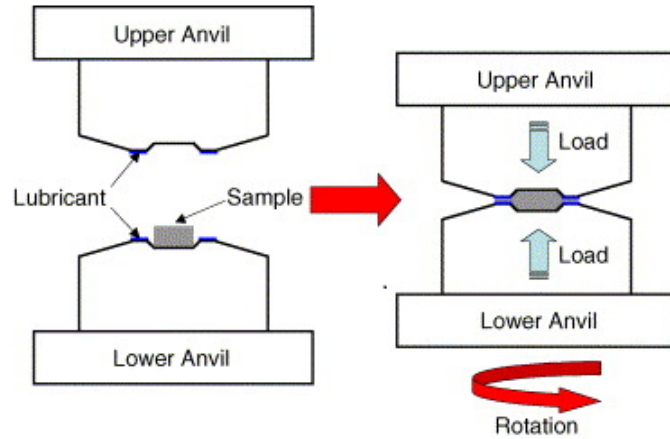 Upper Anvil
Lubricant
Sample
Lower Anvil
Upper Anvil
Load
Load
Lower Anvil
Rotation